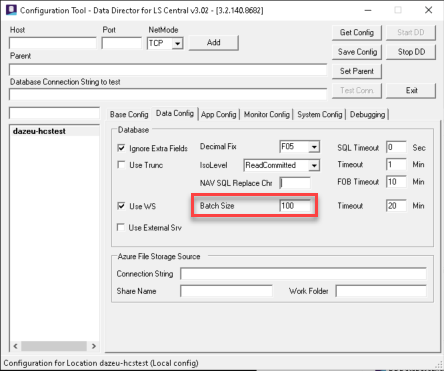 Configuration Tool - Data Director for LS Central v3.02 - [3.2.140.8682]
Host Port NetMode
TCP Add Get Config Start DD
Parent Save Config Stop DD
Set Parent
Database Connection String to test
Test Conn. Exit
Base Config Data Config App Config Monitor Config System Config Debugging
dazeu-hcstest
Database
Ignore Extra Fields Decimal Fix F05 SQL Timeout 0 Sec
Use Trunc IsoLevel ReadCommitted Timeout 1 Min
NAV SQL Replace Chr FOB Timeout 10 Min
Use WS Batch Size 100 Timeout 20 Min
Use External Srv
Azure File Storage Source
Connection String
Share Name Work Folder
Configuration for Location dazeu-hcstest (Local config)